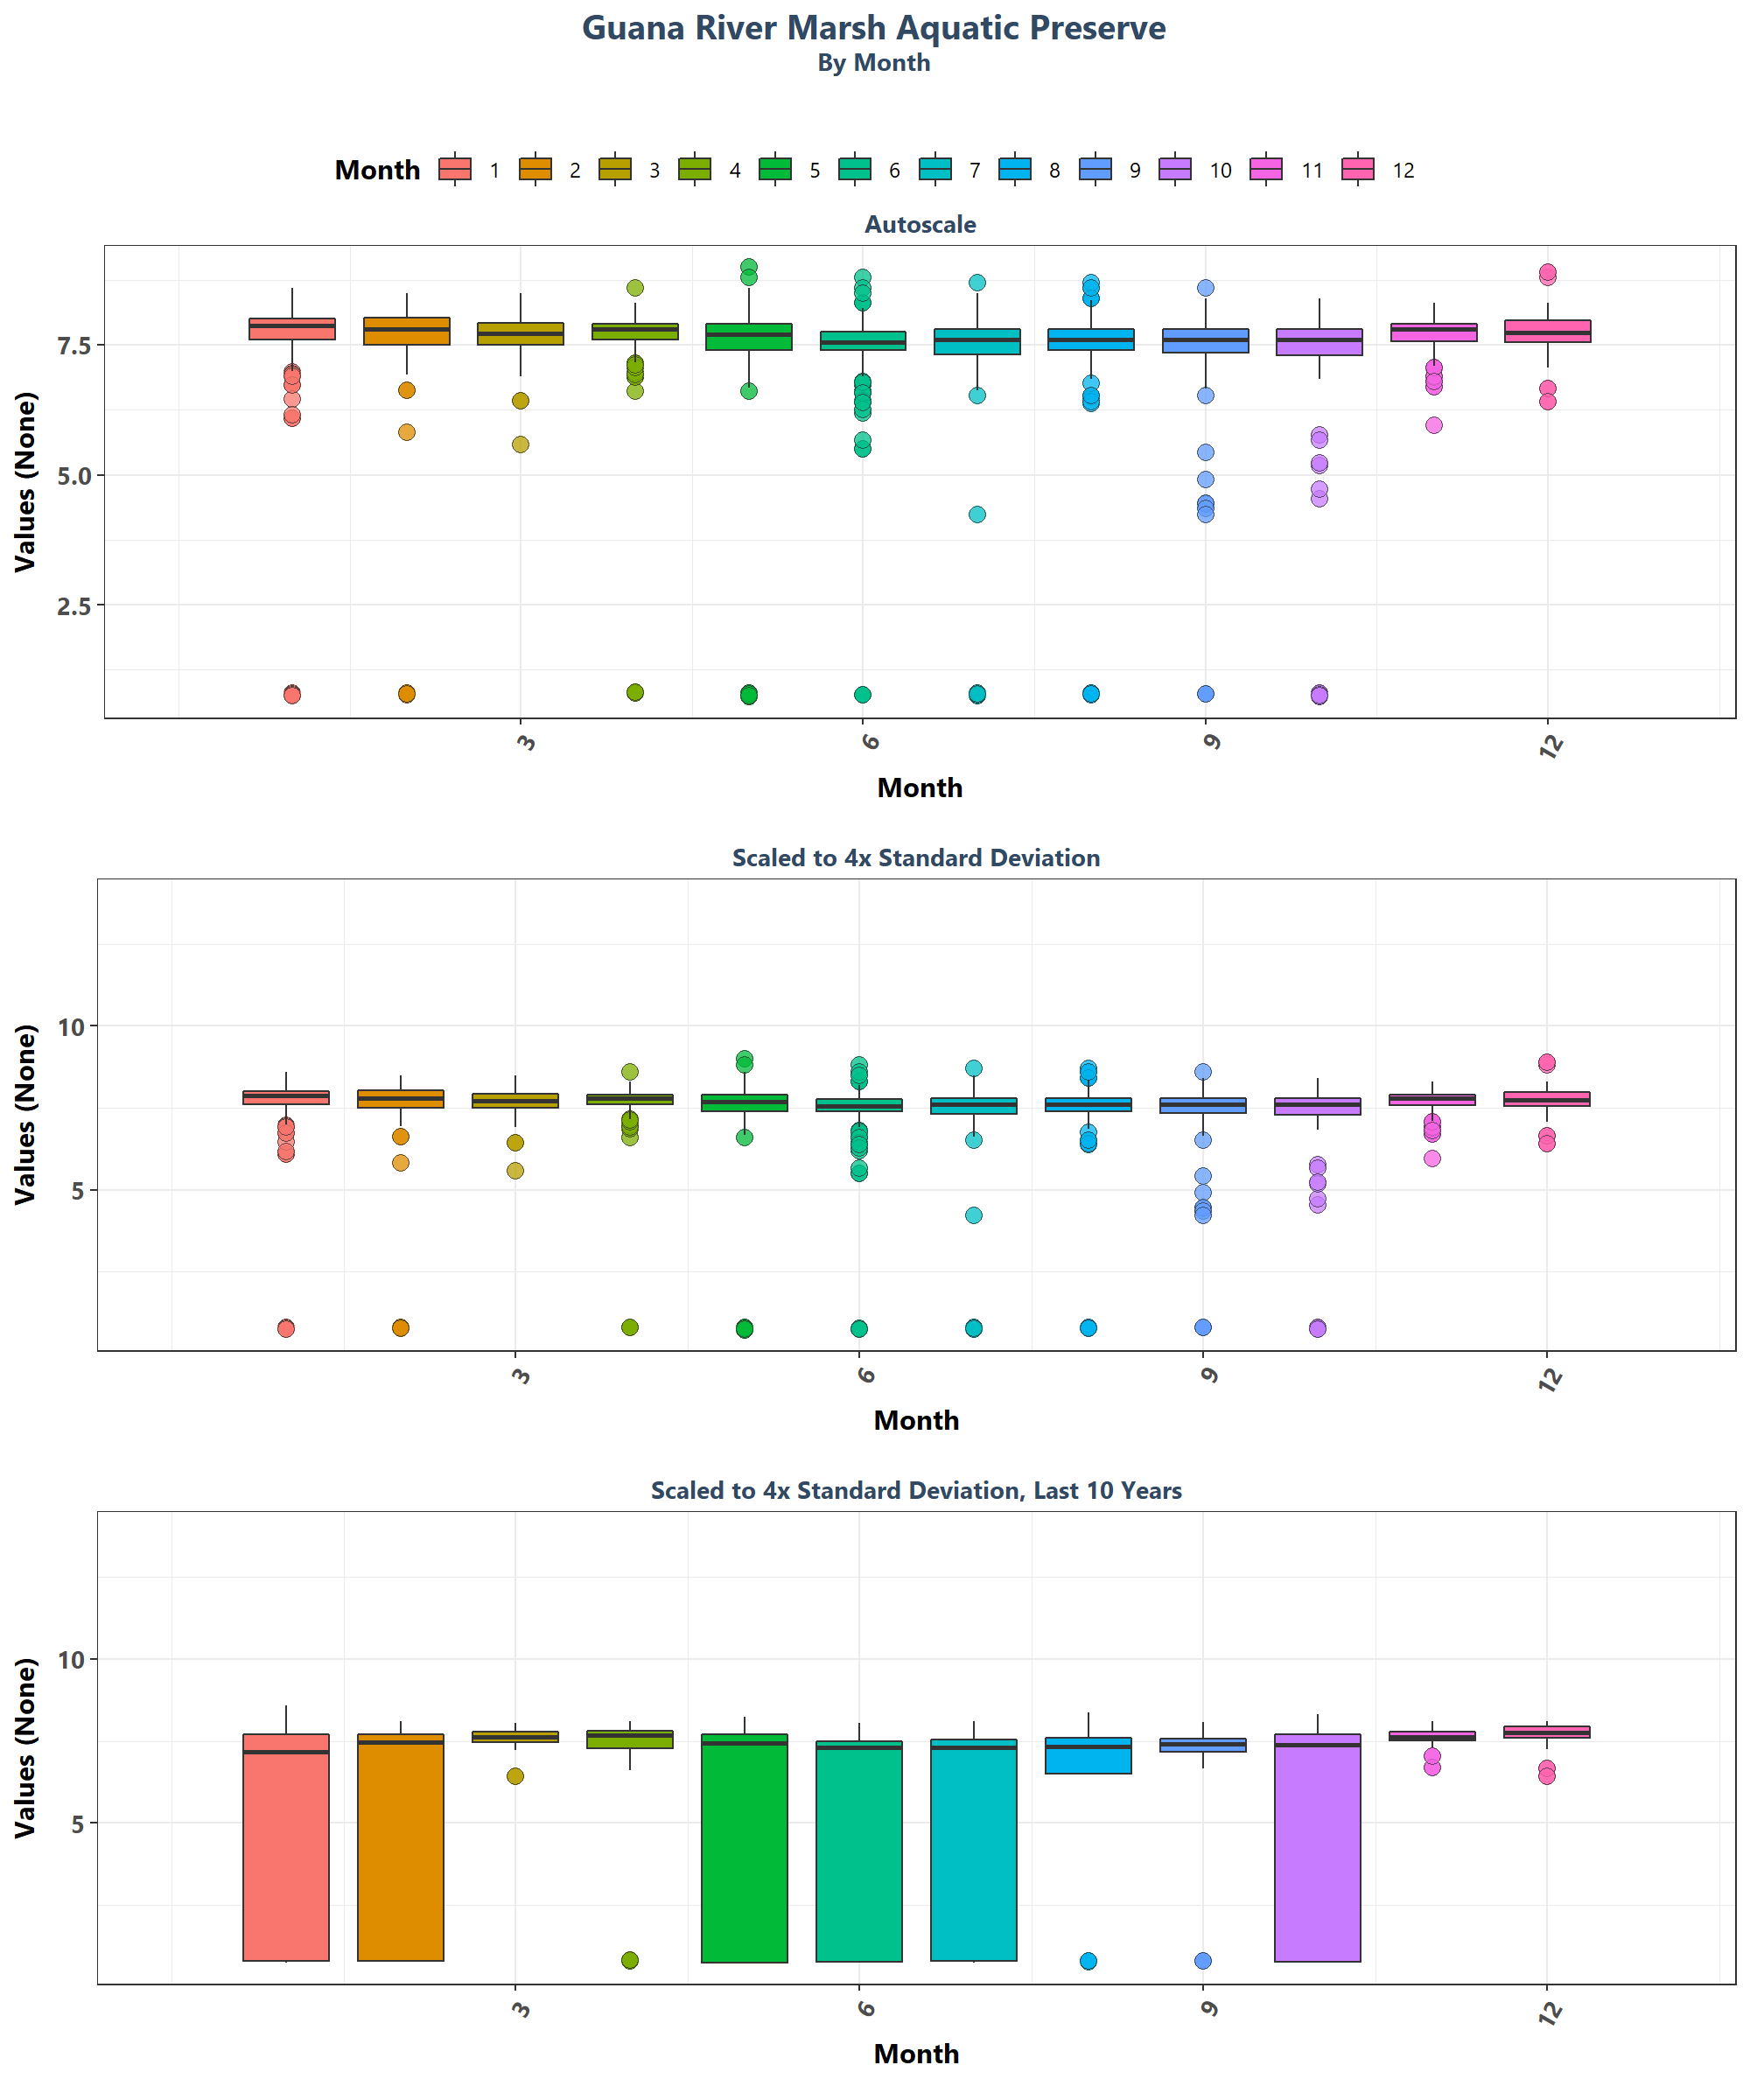 Guana River Marsh Aquatic Preserve
By Month
Month 1 2 3 4 5 6 7 8 9 10 11 12
Autoscale
Values (None)
7.5
5.0
2.5
3 6 9 12
Month
Scaled to 4x Standard Deviation
Values (None)
10
5
3 6 9 12
Month
Scaled to 4x Standard Deviation, Last 10 Years
Values (None)
10
5
3 6 9 12
Month